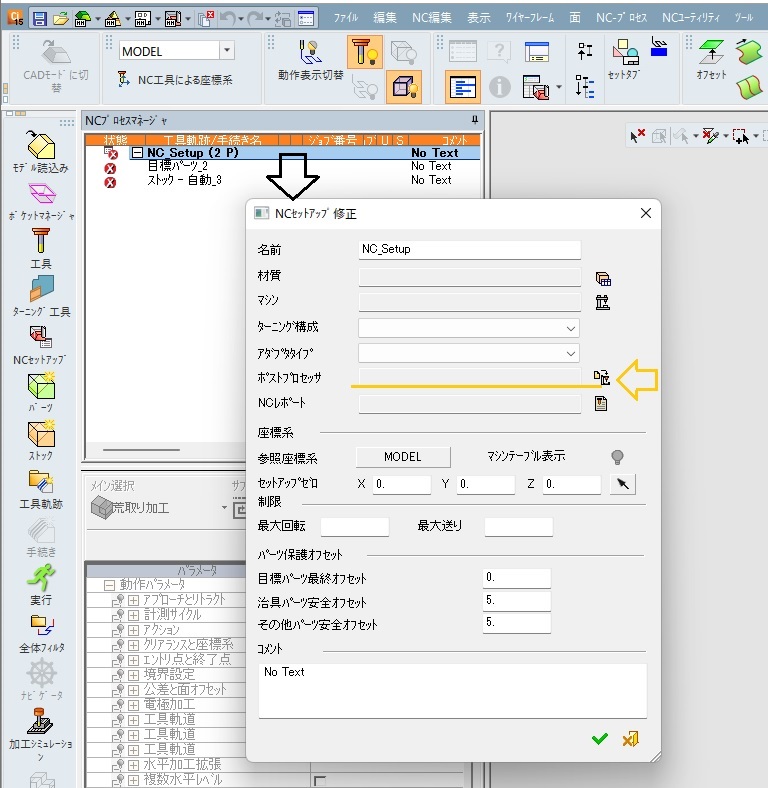 Ci
15
ファイル 編集 NC編集 表示 ワイヤーフレーム 面 NC-プロセス NCユーティリティ ツール
MODEL
CADモードに切替
NC工具による座標系
動作表示切替
セットタブ
オフセット
NCプロセスマネージャ
状態 工具軌跡/手続き名 ジョブ番号 プ U S コメント
NC_Setup (2 P) No Text
目標パーツ_2 No Text
ストック - 自動_3 No Text
モデル読込み
ポケットマネージャ
工具
ターニング工具
NCセットアップ
パーツ
ストック
工具軌跡
手続き
実行
全体フィルタ
ナビゲータ
加工シミュレーション
NCセットアップ 修正
名前 NC_Setup
材質
マシン
ターニング構成
アダプタタイプ
ポストプロセッサ
NCレポート
座標系
参照座標系 MODEL マシンテーブル表示
セットアップゼロ X 0. Y 0. Z 0.
制限
最大回転 最大送り
パーツ保護オフセット
目標パーツ最終オフセット 0.
治具パーツ安全オフセット 5.
その他パーツ安全オフセット 5.
コメント
No Text
メイン選択 サブ
荒取り加工
パラメータ
動作パラメータ
アプローチとリトラクト
計測サイクル
アクション
クリアランスと座標系
エントリ点と終了点
境界設定
公差と面オフセット
電極加工
工具軌道
工具軌道
工具軌道
水平加工拡張
複数水平レベル